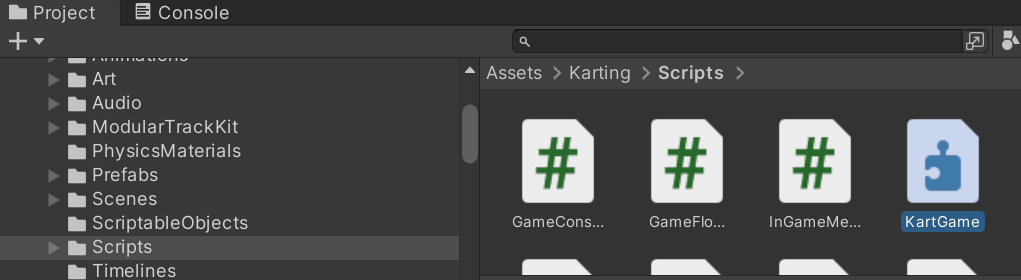 Project
Console
Animations
Art
Audio
ModularTrackKit
PhysicsMaterials
Prefabs
Scenes
ScriptableObjects
Scripts
Timelines
Assets > Karting > Scripts >
GameCons...
GameFlo...
InGameMe...
KartGame